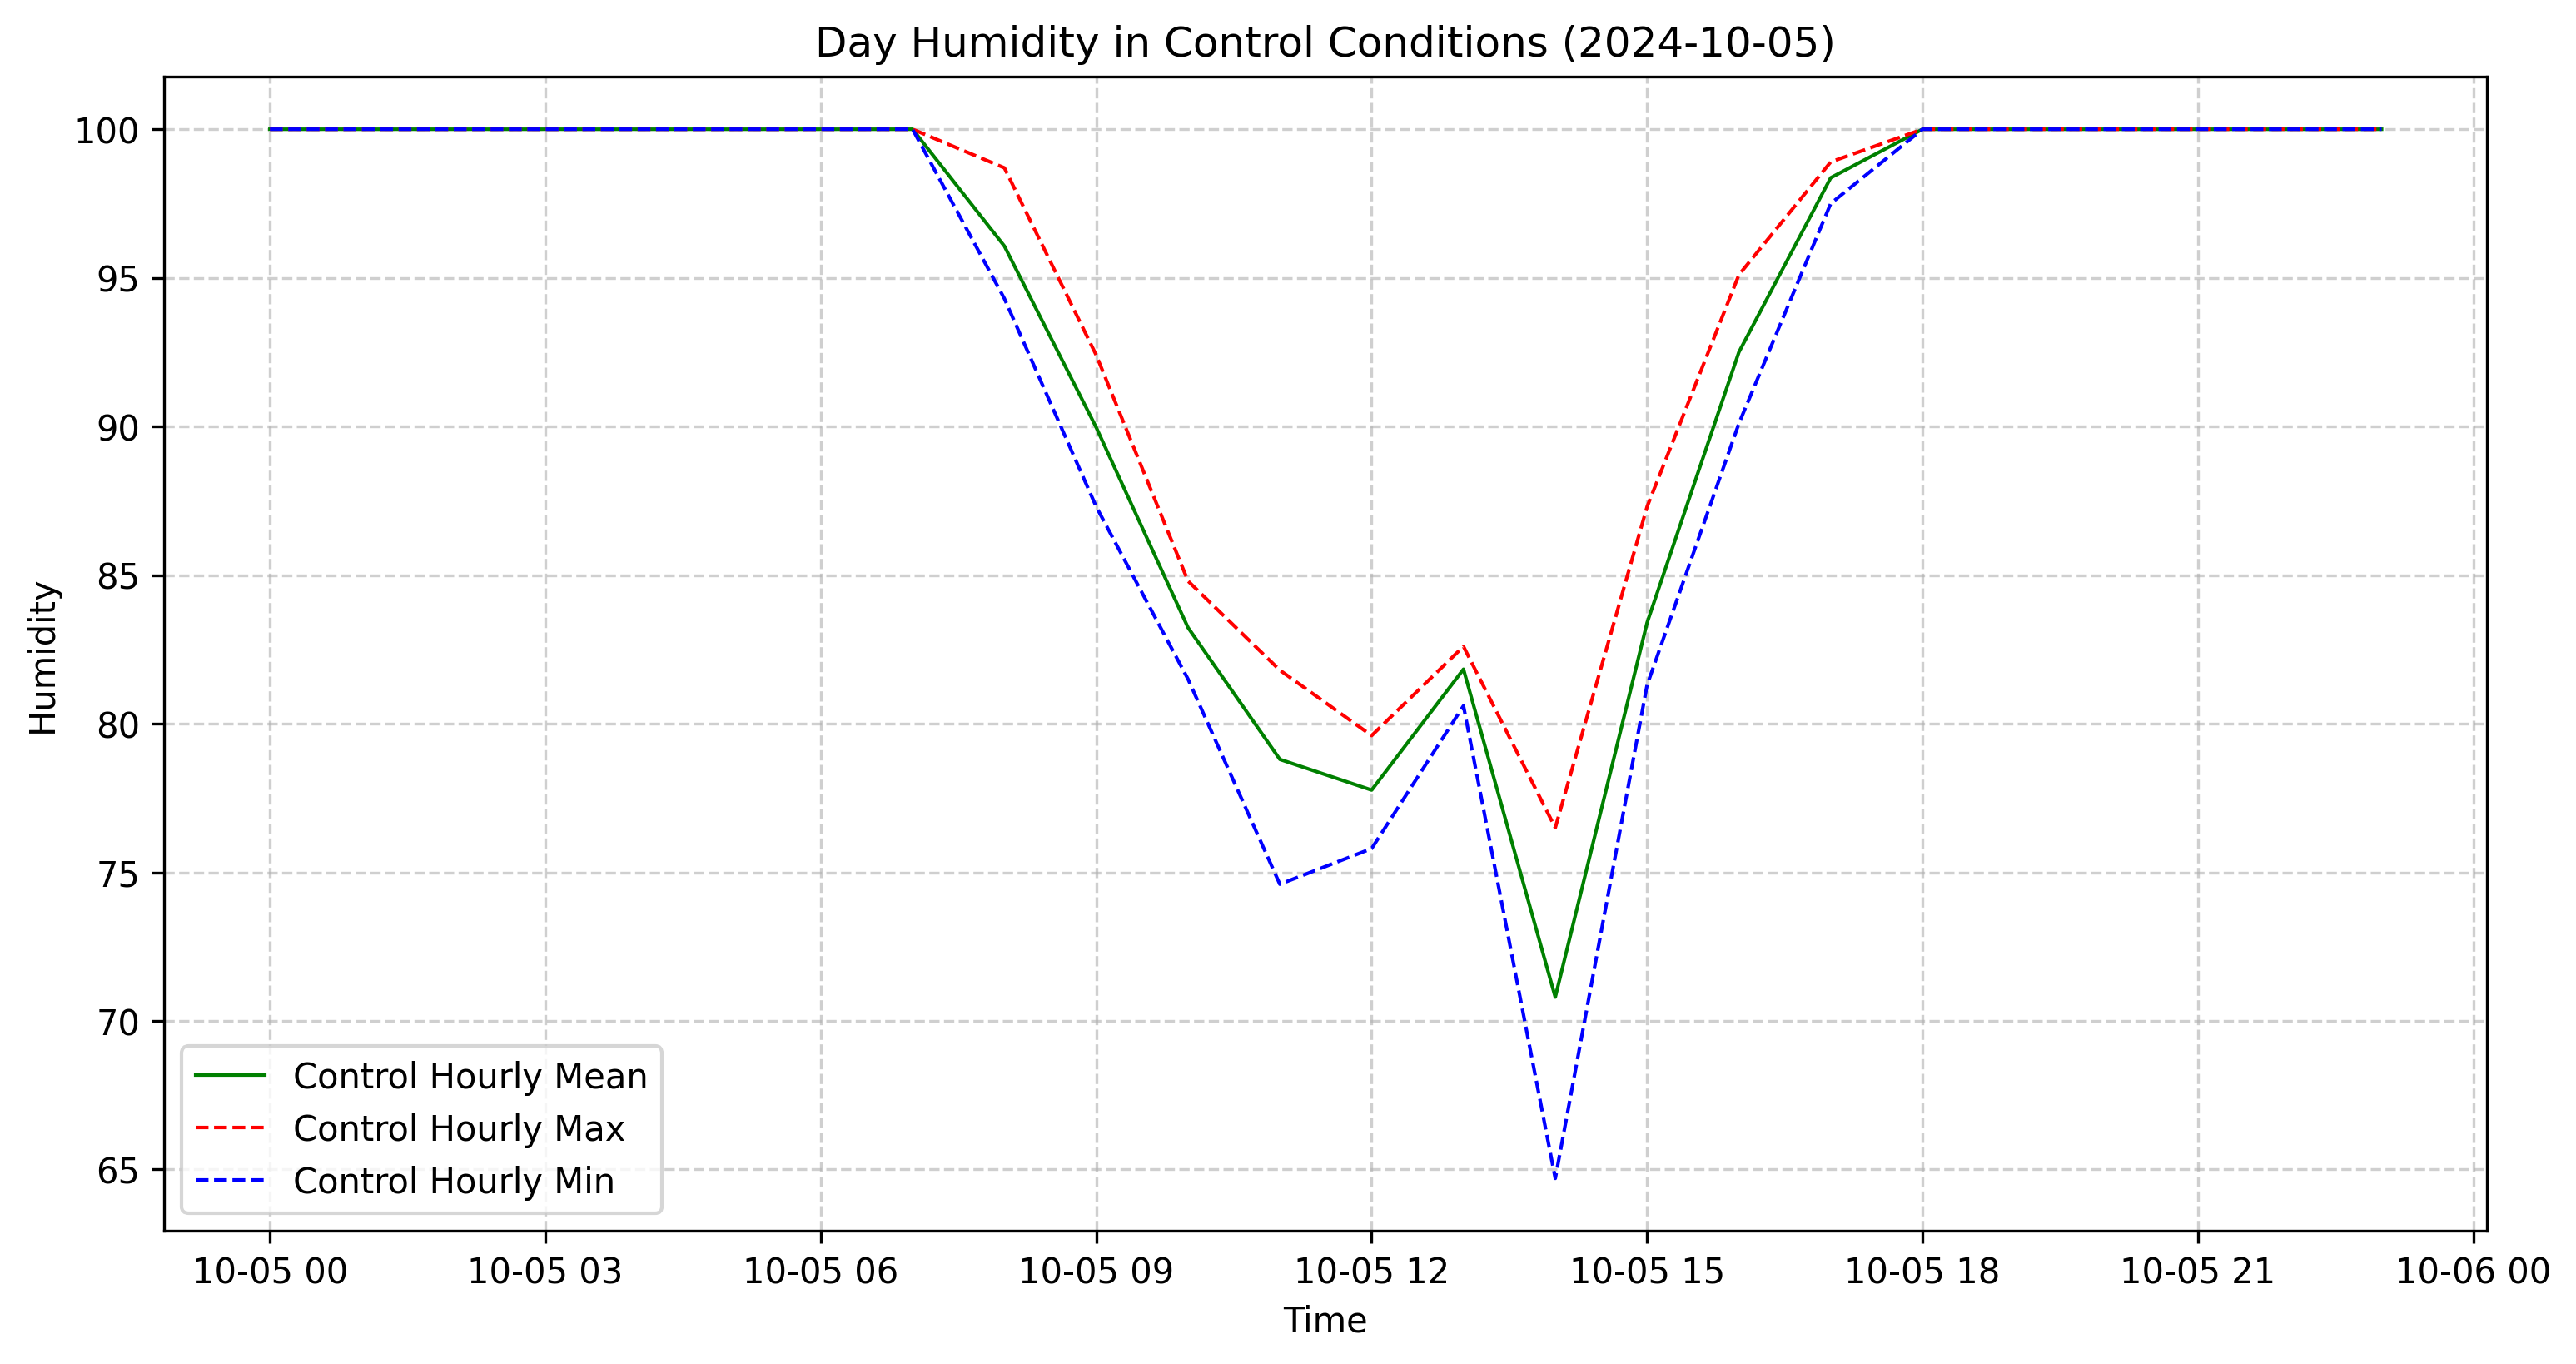 Day Humidity in Control Conditions (2024-10-05)
100
95
90
85
80
75
70
65
Humidity
Control Hourly Mean
Control Hourly Max
Control Hourly Min
10-05 00 10-05 03 10-05 06 10-05 09 10-05 12 10-05 15 10-05 18 10-05 21 10-06 00
Time